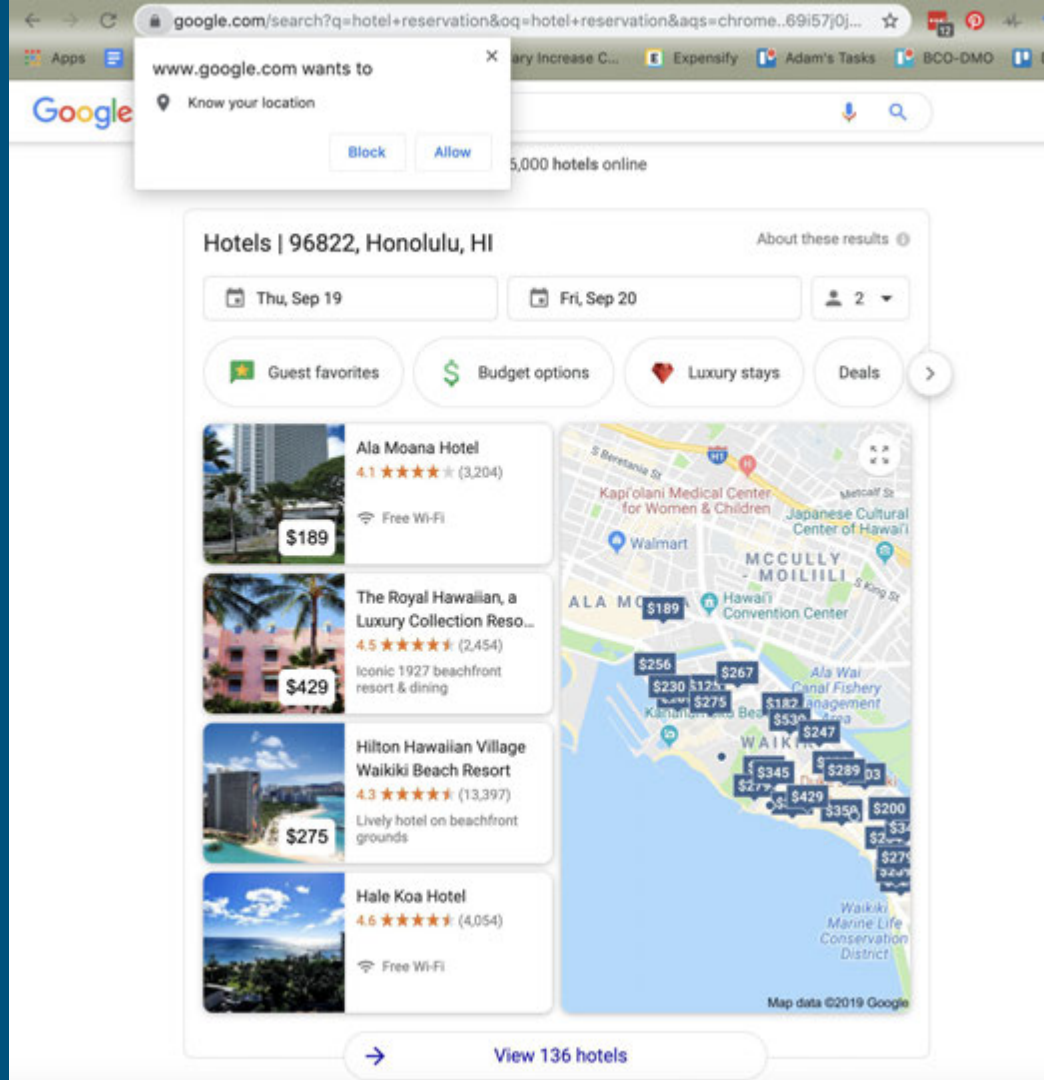 google.com/search?q=hotel+reservation&oq=hotel+reservation&aqs=chrome..69i57j0j...
12
Apps
ary Increase C...
Expensify
Adam's Tasks
BCO-DMO
www.google.com wants to
Know your location
Block
Allow
Google
hotels online
Hotels | 96822, Honolulu, HI
About these results
Thu, Sep 19
Fri, Sep 20
2
Guest favorites
Budget options
Luxury stays
Deals
Ala Moana Hotel
4.1 (3,204)
Free Wi-Fi
$189
The Royal Hawaiian, a
Luxury Collection Reso...
4.5 (2,454)
Iconic 1927 beachfront
resort & dining
$429
Hilton Hawaiian Village
Waikiki Beach Resort
4.3 (13,397)
Lively hotel on beachfront
grounds
$275
Hale Koa Hotel
4.6 (4,054)
Free Wi-Fi
S Beretania St
H1
H
Kapi'olani Medical Center
for Women & Children
Metcalf St
Japanese Cultural
Center of Hawai'i
Walmart
MCCULLY
- MOILIILI
S King St
ALA
$189
Hawai'i
Convention Center
$256
$267
Ala Wai
Canal Fishery
$230
$125
$275
$182
Area
$247
$345
$289
$429
$200
$279
Waikiki
Marine Life
Conservation
District
Map data ©2019 Google
View 136 hotels